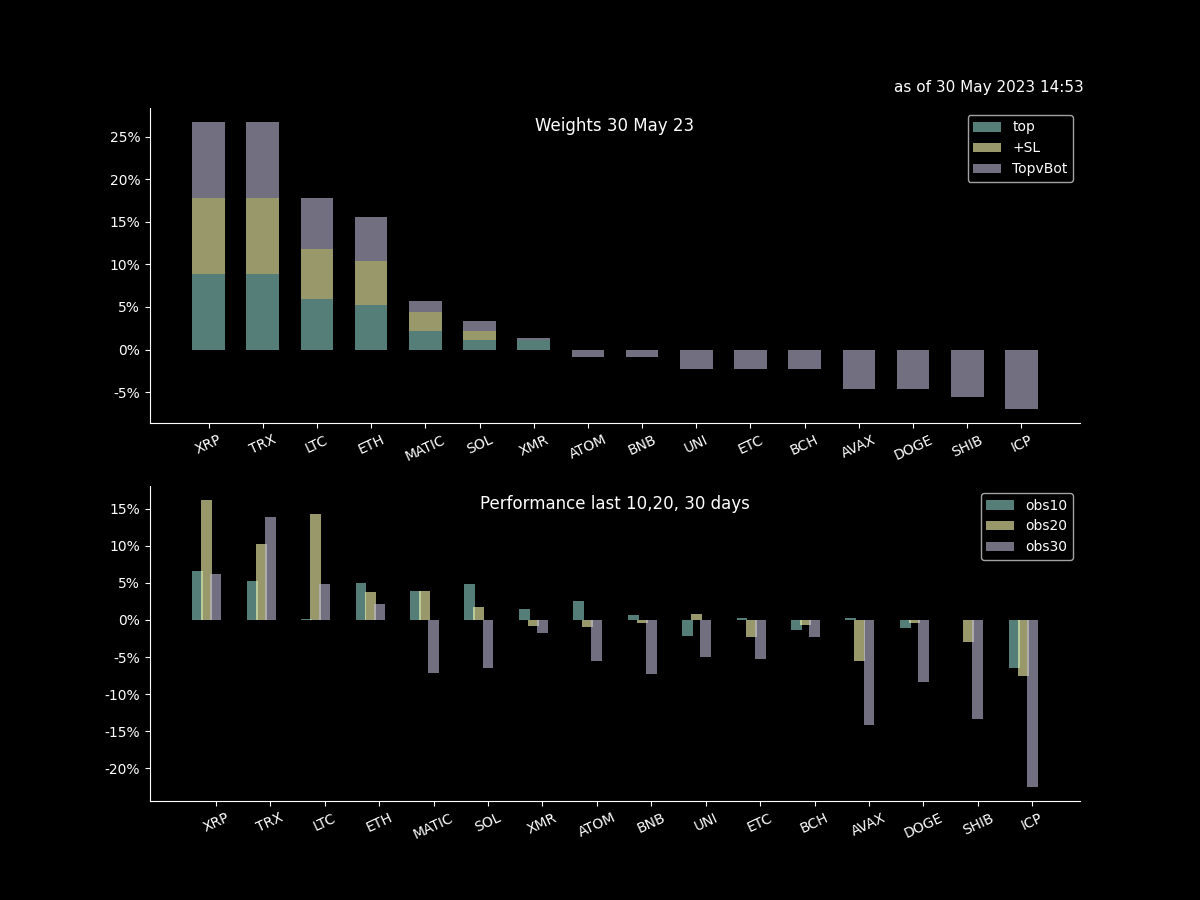 as of 30 May 2023 14:53
Weights 30 May 23
top
+SL
TopvBot
25%
20%
15%
10%
5%
0%
-5%
XRP TRX LTC ETH MATIC SOL XMR ATOM BNB UNI ETC BCH AVAX DOGE SHIB ICP
Performance last 10,20, 30 days
obs10
obs20
obs30
15%
10%
5%
0%
-5%
-10%
-15%
-20%
XRP TRX LTC ETH MATIC SOL XMR ATOM BNB UNI ETC BCH AVAX DOGE SHIB ICP